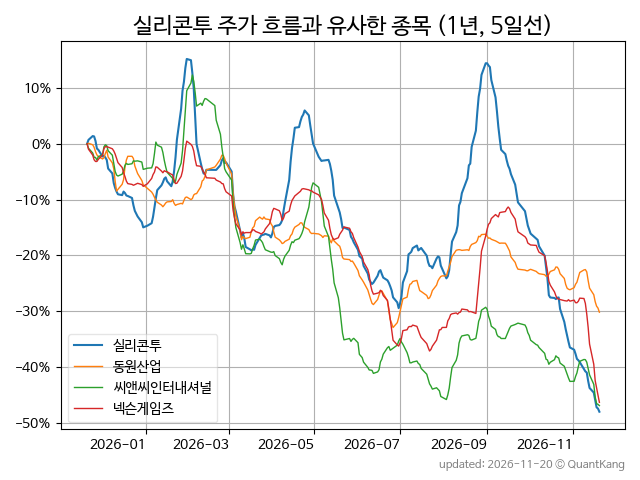 실리콘투 주가 흐름과 유사한 종목 (1년, 5일선)
10%
0%
−10%
−20%
−30%
−40%
−50%
실리콘투
동원산업
씨앤씨인터내셔널
넥슨게임즈
2026-01 2026-03 2026-05 2026-07 2026-09 2026-11
updated: 2026-11-20 © QuantKang